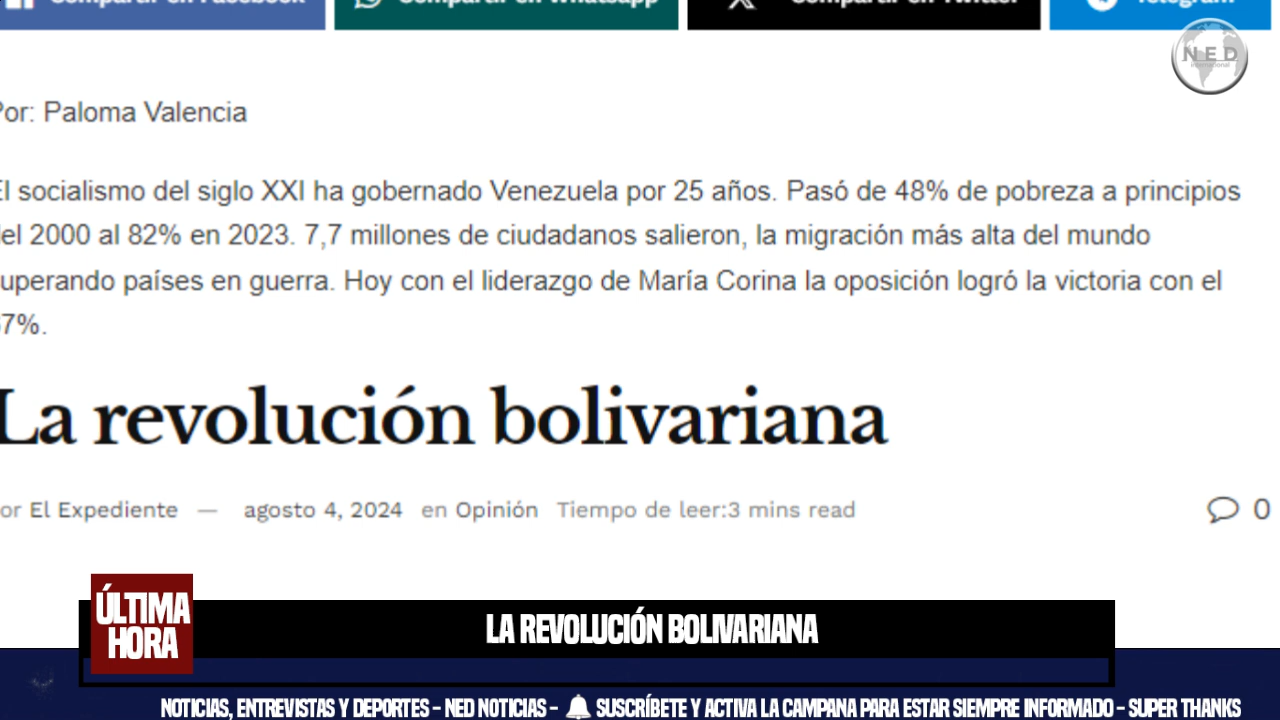 Compartir en Facebook
Compartir en Whatsapp
Compartir en Twitter
Telegram
NED
international
Por: Paloma Valencia
El socialismo del siglo XXI ha gobernado Venezuela por 25 años. Pasó de 48% de pobreza a principios
del 2000 al 82% en 2023. 7,7 millones de ciudadanos salieron, la migración más alta del mundo
superando países en guerra. Hoy con el liderazgo de María Corina la oposición logró la victoria con el
7%.
La revolución bolivariana
por El Expediente — agosto 4, 2024 en Opinión Tiempo de leer:3 mins read
0
ÚLTIMA
HORA
LA REVOLUCIÓN BOLIVARIANA
NOTICIAS, ENTREVISTAS Y DEPORTES - NED NOTICIAS - SUSCRÍBETE Y ACTIVA LA CAMPANA PARA ESTAR SIEMPRE INFORMADO - SUPER THANKS